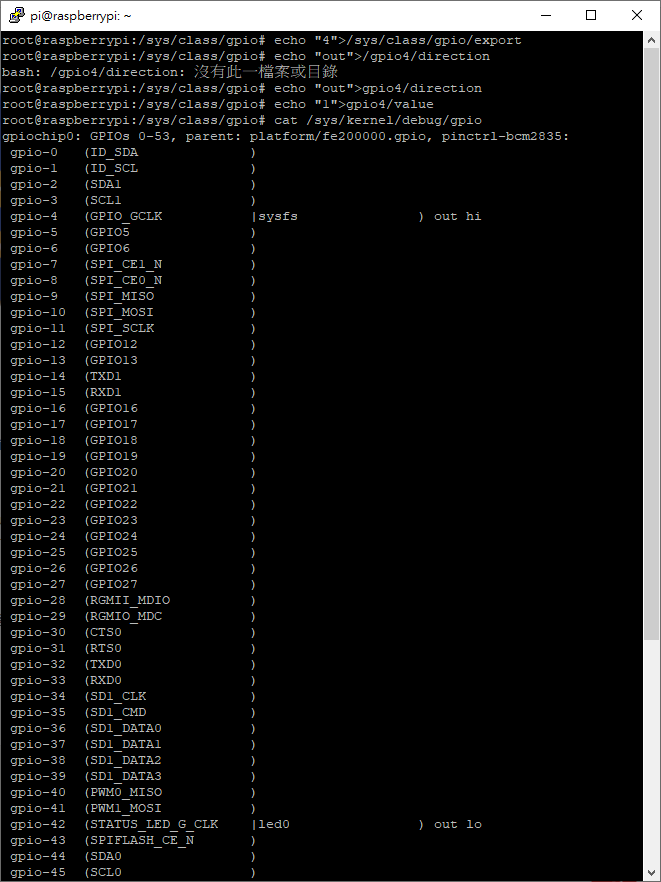 pi@raspberrypi: ~
root@raspberrypi:/sys/class/gpio# echo "4">/sys/class/gpio/export
root@raspberrypi:/sys/class/gpio# echo "out">/gpio4/direction
bash: /gpio4/direction: 沒有此一檔案或目錄
root@raspberrypi:/sys/class/gpio# echo "out">gpio4/direction
root@raspberrypi:/sys/class/gpio# echo "1">gpio4/value
root@raspberrypi:/sys/class/gpio# cat /sys/kernel/debug/gpio
gpiochip0: GPIOs 0-53, parent: platform/fe200000.gpio, pinctrl-bcm2835:
 gpio-0   (ID_SDA              )
 gpio-1   (ID_SCL              )
 gpio-2   (SDA1                )
 gpio-3   (SCL1                )
 gpio-4   (GPIO_GCLK           |sysfs               ) out hi
 gpio-5   (GPIO5               )
 gpio-6   (GPIO6               )
 gpio-7   (SPI_CE1_N           )
 gpio-8   (SPI_CE0_N           )
 gpio-9   (SPI_MISO            )
 gpio-10  (SPI_MOSI            )
 gpio-11  (SPI_SCLK            )
 gpio-12  (GPIO12              )
 gpio-13  (GPIO13              )
 gpio-14  (TXD1                )
 gpio-15  (RXD1                )
 gpio-16  (GPIO16              )
 gpio-17  (GPIO17              )
 gpio-18  (GPIO18              )
 gpio-19  (GPIO19              )
 gpio-20  (GPIO20              )
 gpio-21  (GPIO21              )
 gpio-22  (GPIO22              )
 gpio-23  (GPIO23              )
 gpio-24  (GPIO24              )
 gpio-25  (GPIO25              )
 gpio-26  (GPIO26              )
 gpio-27  (GPIO27              )
 gpio-28  (RGMII_MDIO          )
 gpio-29  (RGMIO_MDC           )
 gpio-30  (CTS0                )
 gpio-31  (RTS0                )
 gpio-32  (TXD0                )
 gpio-33  (RXD0                )
 gpio-34  (SD1_CLK             )
 gpio-35  (SD1_CMD             )
 gpio-36  (SD1_DATA0           )
 gpio-37  (SD1_DATA1           )
 gpio-38  (SD1_DATA2           )
 gpio-39  (SD1_DATA3           )
 gpio-40  (PWM0_MISO           )
 gpio-41  (PWM1_MOSI           )
 gpio-42  (STATUS_LED_G_CLK    |led0                ) out lo
 gpio-43  (SPIFLASH_CE_N       )
 gpio-44  (SDA0                )
 gpio-45  (SCL0                )